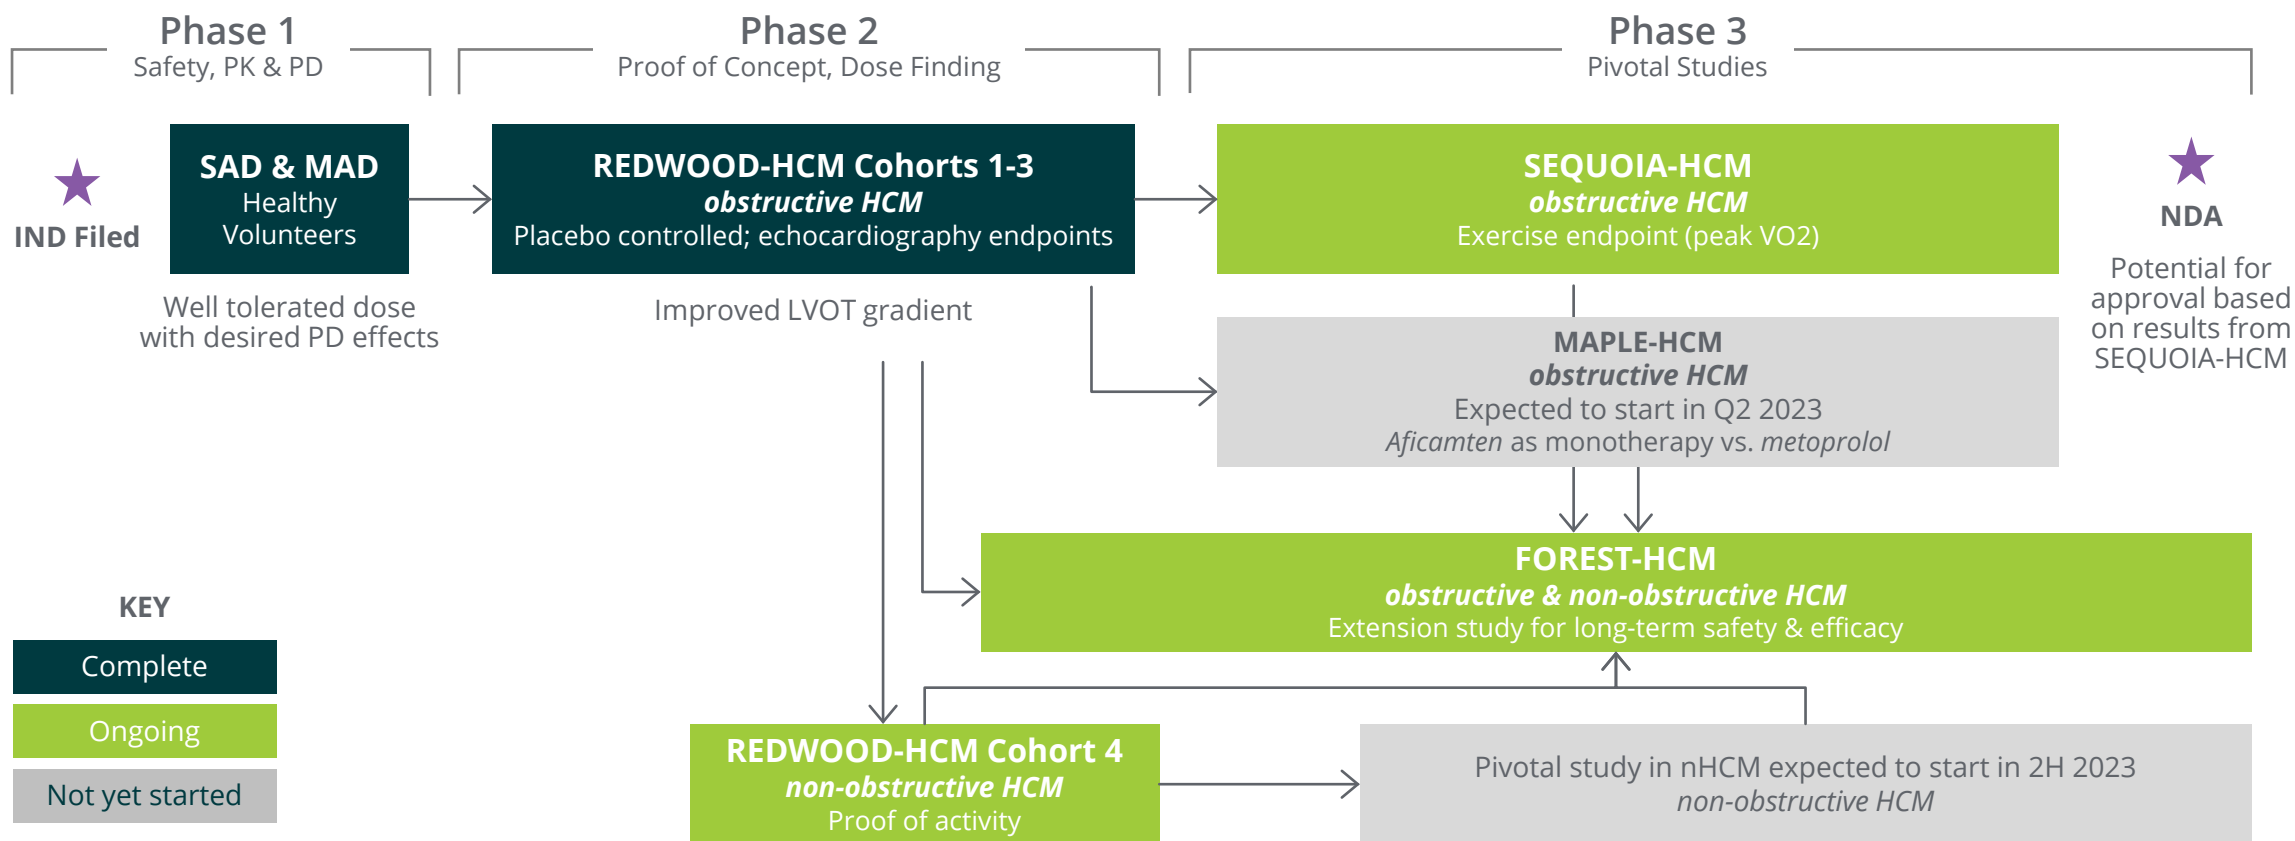 Phase 1
Safety, PK & PD
Phase 2
Proof of Concept, Dose Finding
Phase 3
Pivotal Studies
IND Filed
SAD & MAD
Healthy
Volunteers
Well tolerated dose
with desired PD effects
REDWOOD-HCM Cohorts 1-3
obstructive HCM
Placebo controlled; echocardiography endpoints
Improved LVOT gradient
SEQUOIA-HCM
obstructive HCM
Exercise endpoint (peak VO2)
NDA
Potential for
approval based
on results from
SEQUOIA-HCM
MAPLE-HCM
obstructive HCM
Expected to start in Q2 2023
Aficamten as monotherapy vs. metoprolol
FOREST-HCM
obstructive & non-obstructive HCM
Extension study for long-term safety & efficacy
REDWOOD-HCM Cohort 4
non-obstructive HCM
Proof of activity
Pivotal study in nHCM expected to start in 2H 2023
non-obstructive HCM
KEY
Complete
Ongoing
Not yet started